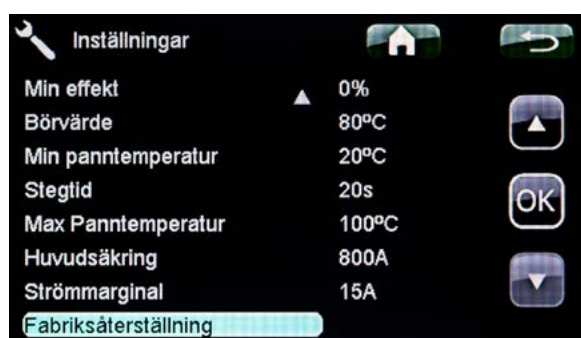 Inställningar
Min effekt 0%
Börvärde 80ºC
Min panntemperatur 20ºC
Stegtid 20s
Max Panntemperatur 100ºC
Huvudsäkring 800A
Strömmarginal 15A
Fabriksåterställning
OK